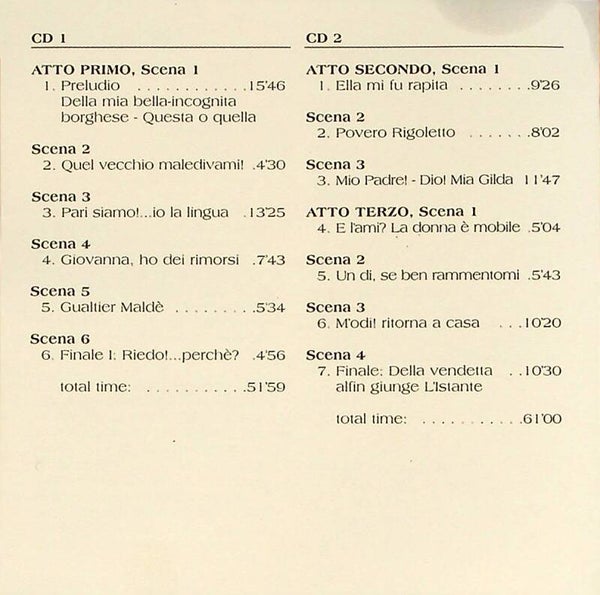 CD 1
ATTO PRIMO, Scena 1
1. Preludio . . . . . . . . . . . .15'46
Della mia bella-incognita
borghese - Questa o quella
Scena 2
2. Quel vecchio maledivami! .4'30
Scena 3
3. Pari siamo!...io la lingua .13'25
Scena 4
4. Giovanna, ho dei rimorsi .7'43
Scena 5
5. Gualtier Maldè . . . . . . . . .5'34
Scena 6
6. Finale I: Riedo!...perchè? .4'56
total time: . . . . . . . . . . .51'59
CD 2
ATTO SECONDO, Scena 1
1. Ella mi fu rapita . . . . . . . .9'26
Scena 2
2. Povero Rigoletto . . . . . . .8'02
Scena 3
3. Mio Padre! - Dio! Mia Gilda 11'47
ATTO TERZO, Scena 1
4. E l'ami? La donna è mobile .5'04
Scena 2
5. Un di, se ben rammentomi .5'43
Scena 3
6. M'odi! ritorna a casa . . .10'20
Scena 4
7. Finale: Della vendetta . .10'30
alfin giunge L'Istante
total time: . . . . . . . . . . .61'00